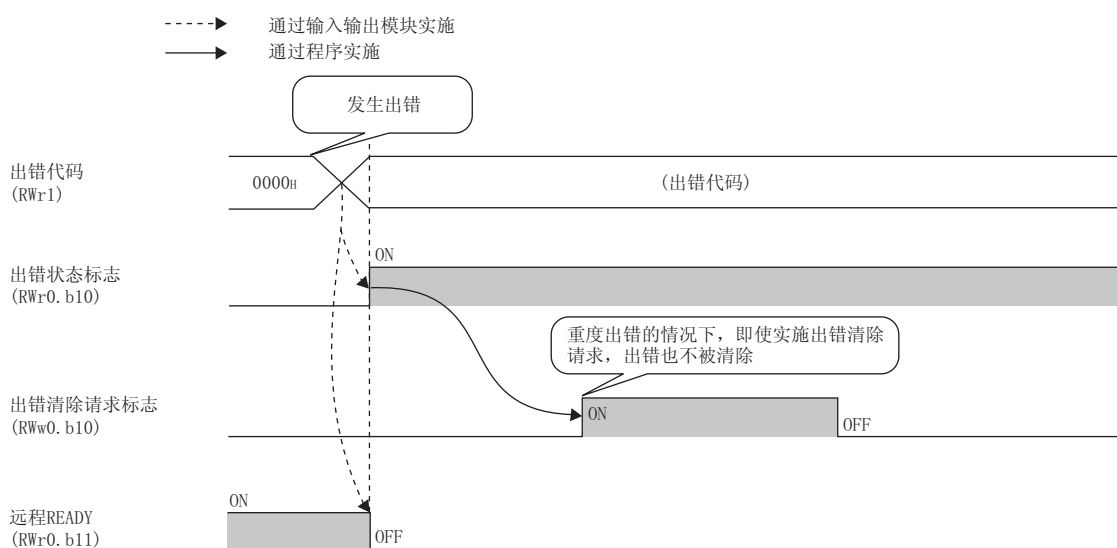 通过输入输出模块实施
通过程序实施
发生出错
出错代码
(RWr1)
0000H
(出错代码)
ON
出错状态标志
(RWr0.b10)
重度出错的情况下，即使实施出错清除
请求，出错也不被清除
出错清除请求标志
(RWw0.b10)
ON
OFF
ON
远程READY
(RWr0.b11)
OFF